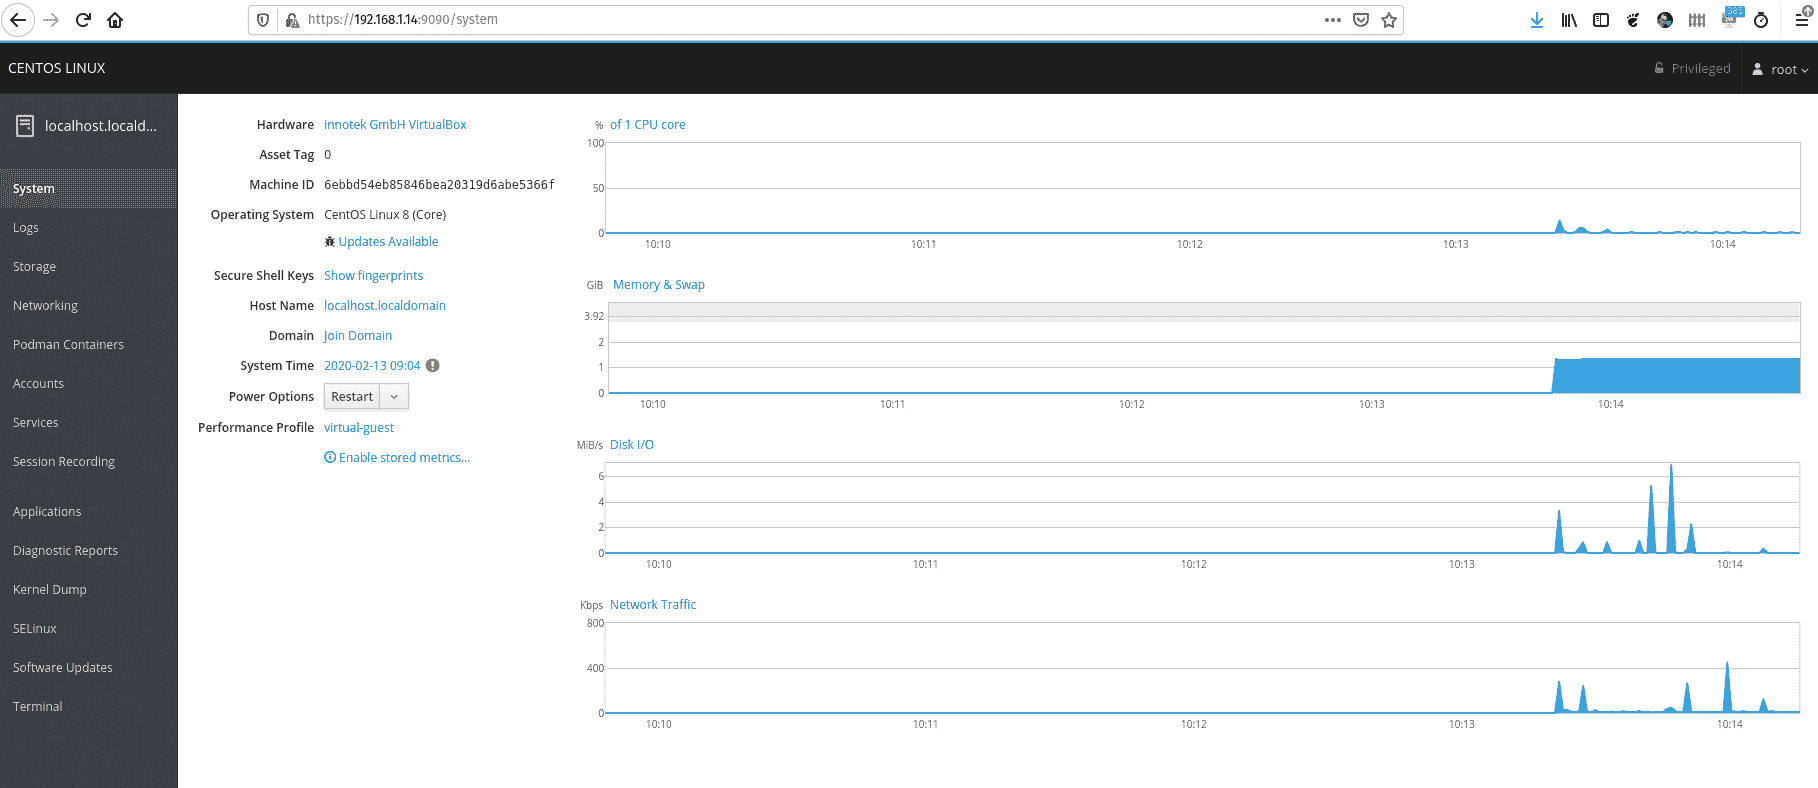 https://192.168.1.14:9090/system
CENTOS LINUX
Privileged
root
localhost.locald...
System
Logs
Storage
Networking
Podman Containers
Accounts
Services
Session Recording
Applications
Diagnostic Reports
Kernel Dump
SELinux
Software Updates
Terminal
Hardware innotek GmbH VirtualBox
Asset Tag 0
Machine ID 6ebbd54eb85846bea20319d6abe5366f
Operating System CentOS Linux 8 (Core)
Updates Available
Secure Shell Keys Show fingerprints
Host Name localhost.localdomain
Domain Join Domain
System Time 2020-02-13 09:04
Power Options Restart
Performance Profile virtual-guest
Enable stored metrics...
% of 1 CPU core
100
50
0
10:10 10:11 10:12 10:13 10:14
GiB Memory & Swap
3.92
2
1
0
10:10 10:11 10:12 10:13 10:14
MiB/s Disk I/O
6
4
2
0
10:10 10:11 10:12 10:13 10:14
Kbps Network Traffic
800
400
0
10:10 10:11 10:12 10:13 10:14